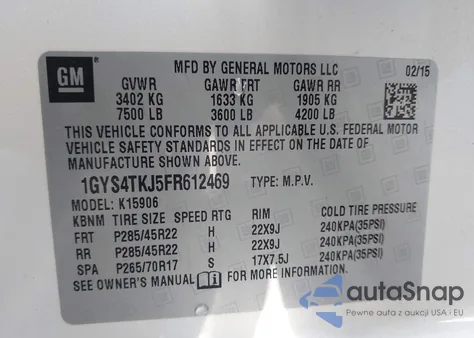 GM
MFD BY GENERAL MOTORS LLC 02/15
GVWR GAWR FRT GAWR RR
3402 KG 1633 KG 1905 KG
7500 LB 3600 LB 4200 LB
THIS VEHICLE CONFORMS TO ALL APPLICABLE U.S. FEDERAL MOTOR
VEHICLE SAFETY STANDARDS IN EFFECT ON THE DATE OF
MANUFACTURE SHOWN ABOVE.
1GYS4TKJ5FR612469 TYPE: M.P.V.
MODEL: K15906
KBNM TIRE SIZE SPEED RTG RIM COLD TIRE PRESSURE
FRT P285/45R22 H 22X9J 240KPA(35PSI)
RR P285/45R22 H 22X9J 240KPA(35PSI)
SPA P265/70R17 S 17X7.5J 240KPA(35PSI)
SEE OWNER'S MANUAL FOR MORE INFORMATION
autoSnap
Pewne auta z aukcji USA i EU